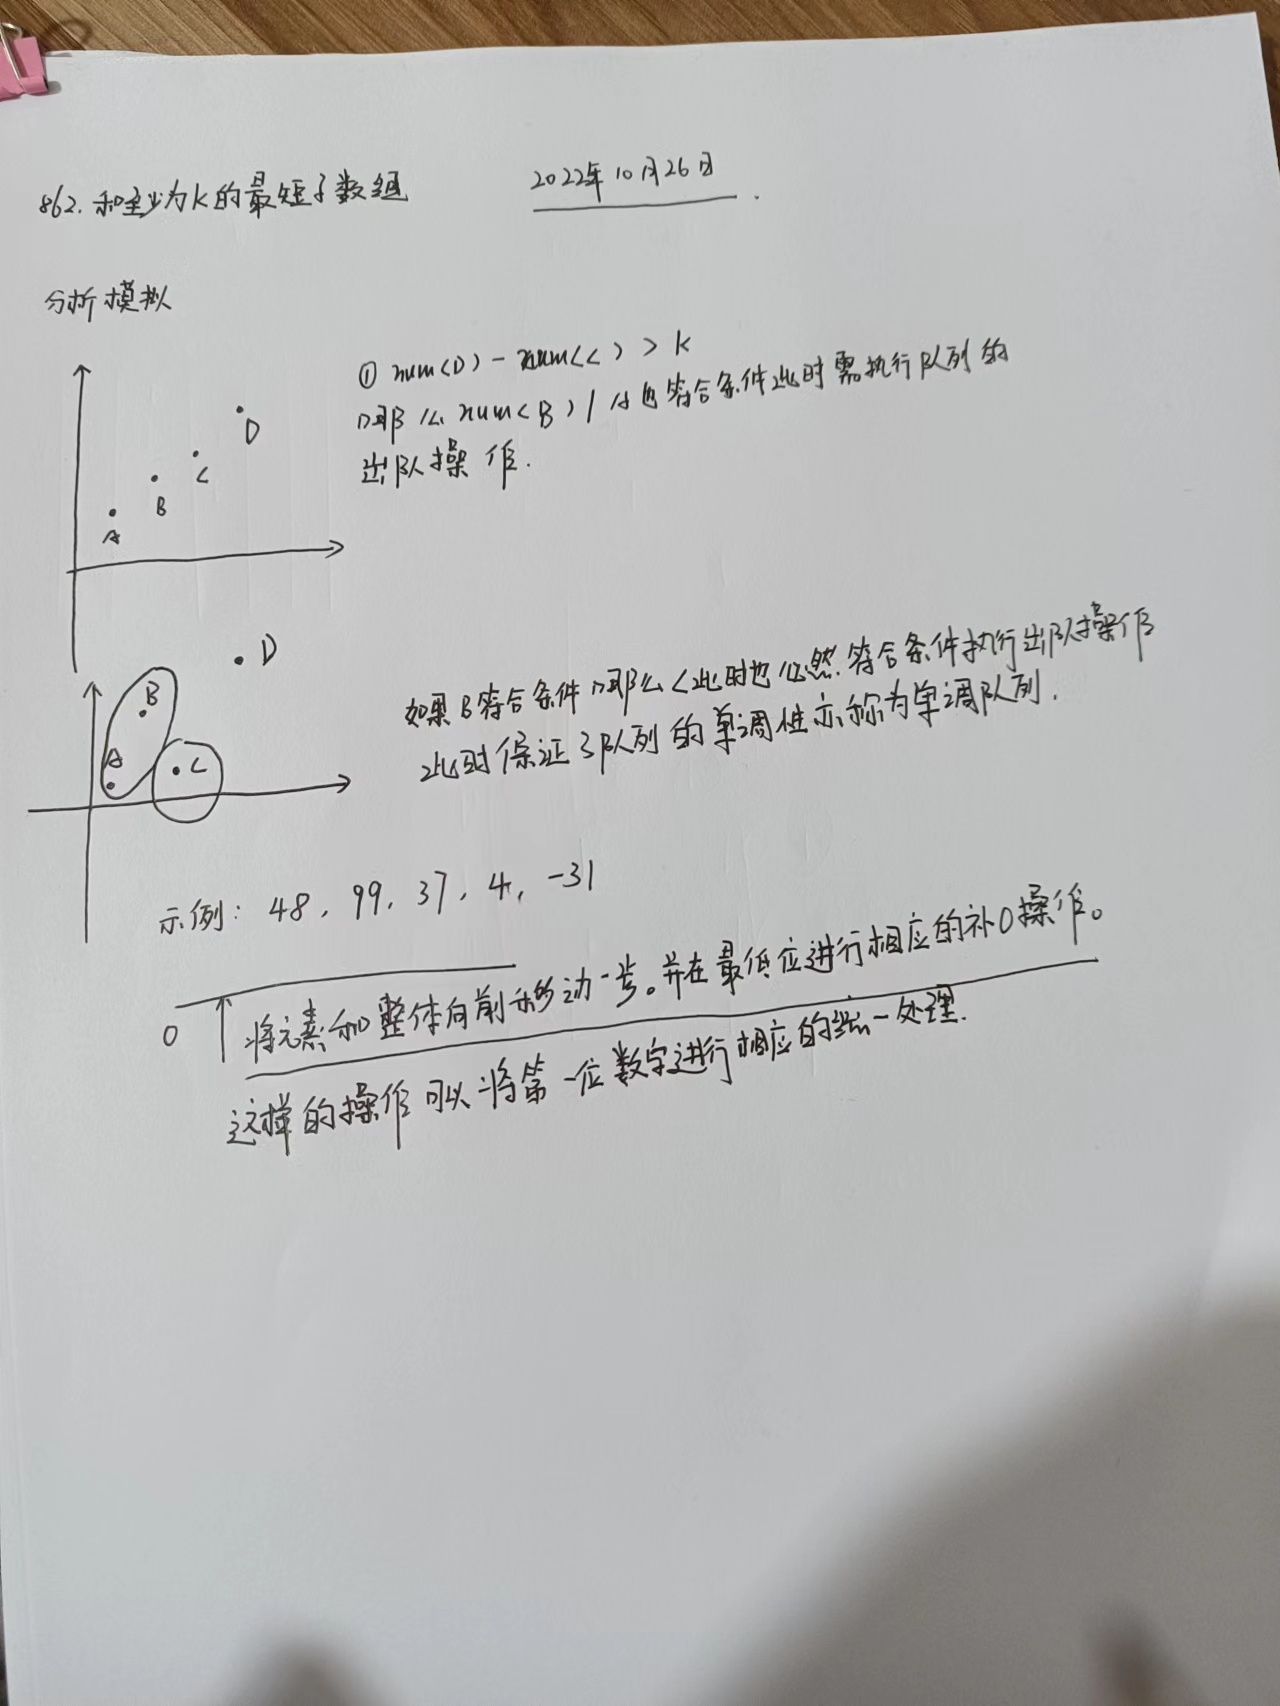 862. 和至少为K的最短子数组
2022年10月26日.
分析模拟
① num(D) - num(C) > K
那么 num(B) / A也符合条件此时需执行队列的
出队操作.
D
C
B
A
D
如果B符合条件那么C此时也必然符合条件执行出队操作
此时保证了队列的单调性亦称为单调队列.
B
A
C
示例: 48, 99, 37, 4, -31
0 将元素和整体向前移动一步。并在最低位进行相应的补0操作。
这样的操作可以将第一位数字进行相应的统一处理.